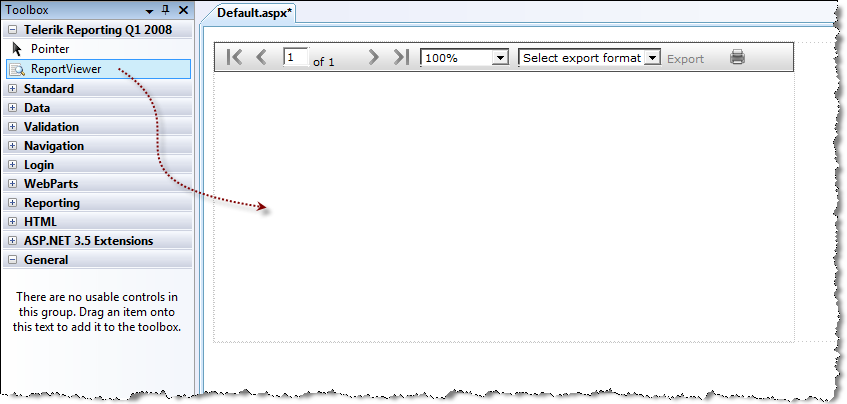 Toolbox
Telerik Reporting Q1 2008
Pointer
ReportViewer
Standard
Data
Validation
Navigation
Login
WebParts
Reporting
HTML
ASP.NET 3.5 Extensions
General
There are no usable controls in
this group. Drag an item onto
this text to add it to the toolbox.
Default.aspx*
1 of 1 100% Select export format Export